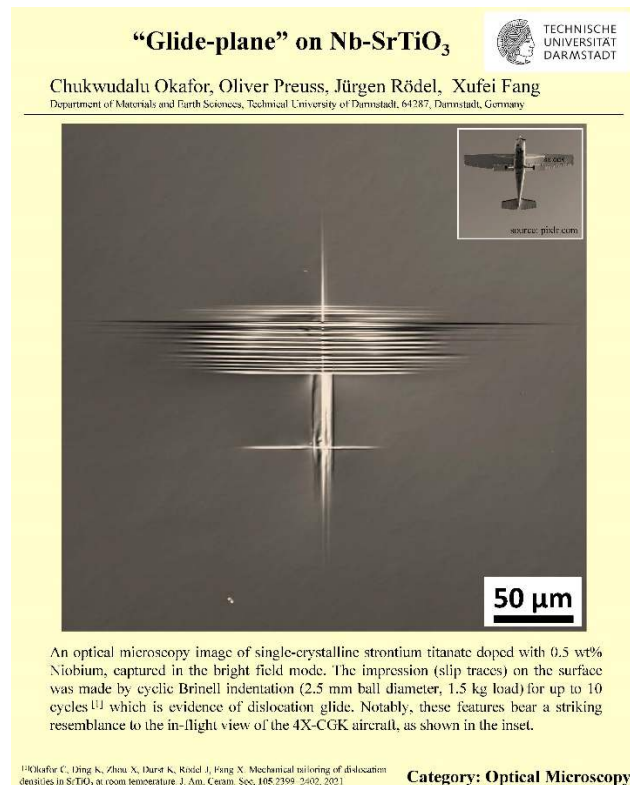 “Glide-plane” on Nb-SrTiO₃
TECHNISCHE
UNIVERSITÄT
DARMSTADT
Chukwudalu Okafor, Oliver Preuss, Jürgen Rödel, Xufei Fang
Department of Materials and Earth Sciences, Technical University of Darmstadt, 64287, Darmstadt, Germany
source: pixlr.com
50 µm
An optical microscopy image of single-crystalline strontium titanate doped with 0.5 wt%
Niobium, captured in the bright field mode. The impression (slip traces) on the surface
was made by cyclic Brinell indentation (2.5 mm ball diameter, 1.5 kg load) for up to 10
cycles [1] which is evidence of dislocation glide. Notably, these features bear a striking
resemblance to the in-flight view of the 4X-CGK aircraft, as shown in the inset.
[1]Okafor C, Ding K, Zhou X, Durst K, Rödel J, Fang X. Mechanical tailoring of dislocation
densities in SrTiO₃ at room temperature. J. Am. Ceram. Soc. 105,2399–2402, 2021
Category: Optical Microscopy